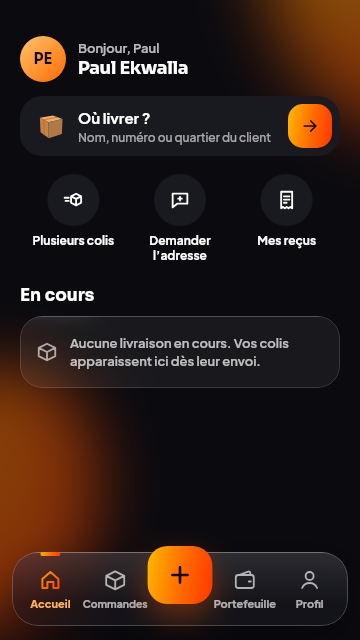 PE
Bonjour, Paul
Paul Ekwalla
Où livrer ?
Nom, numéro ou quartier du client
Plusieurs colis
Demander
l'adresse
Mes reçus
En cours
Aucune livraison en cours. Vos colis
apparaissent ici dès leur envoi.
Accueil
Commandes
Portefeuille
Profil